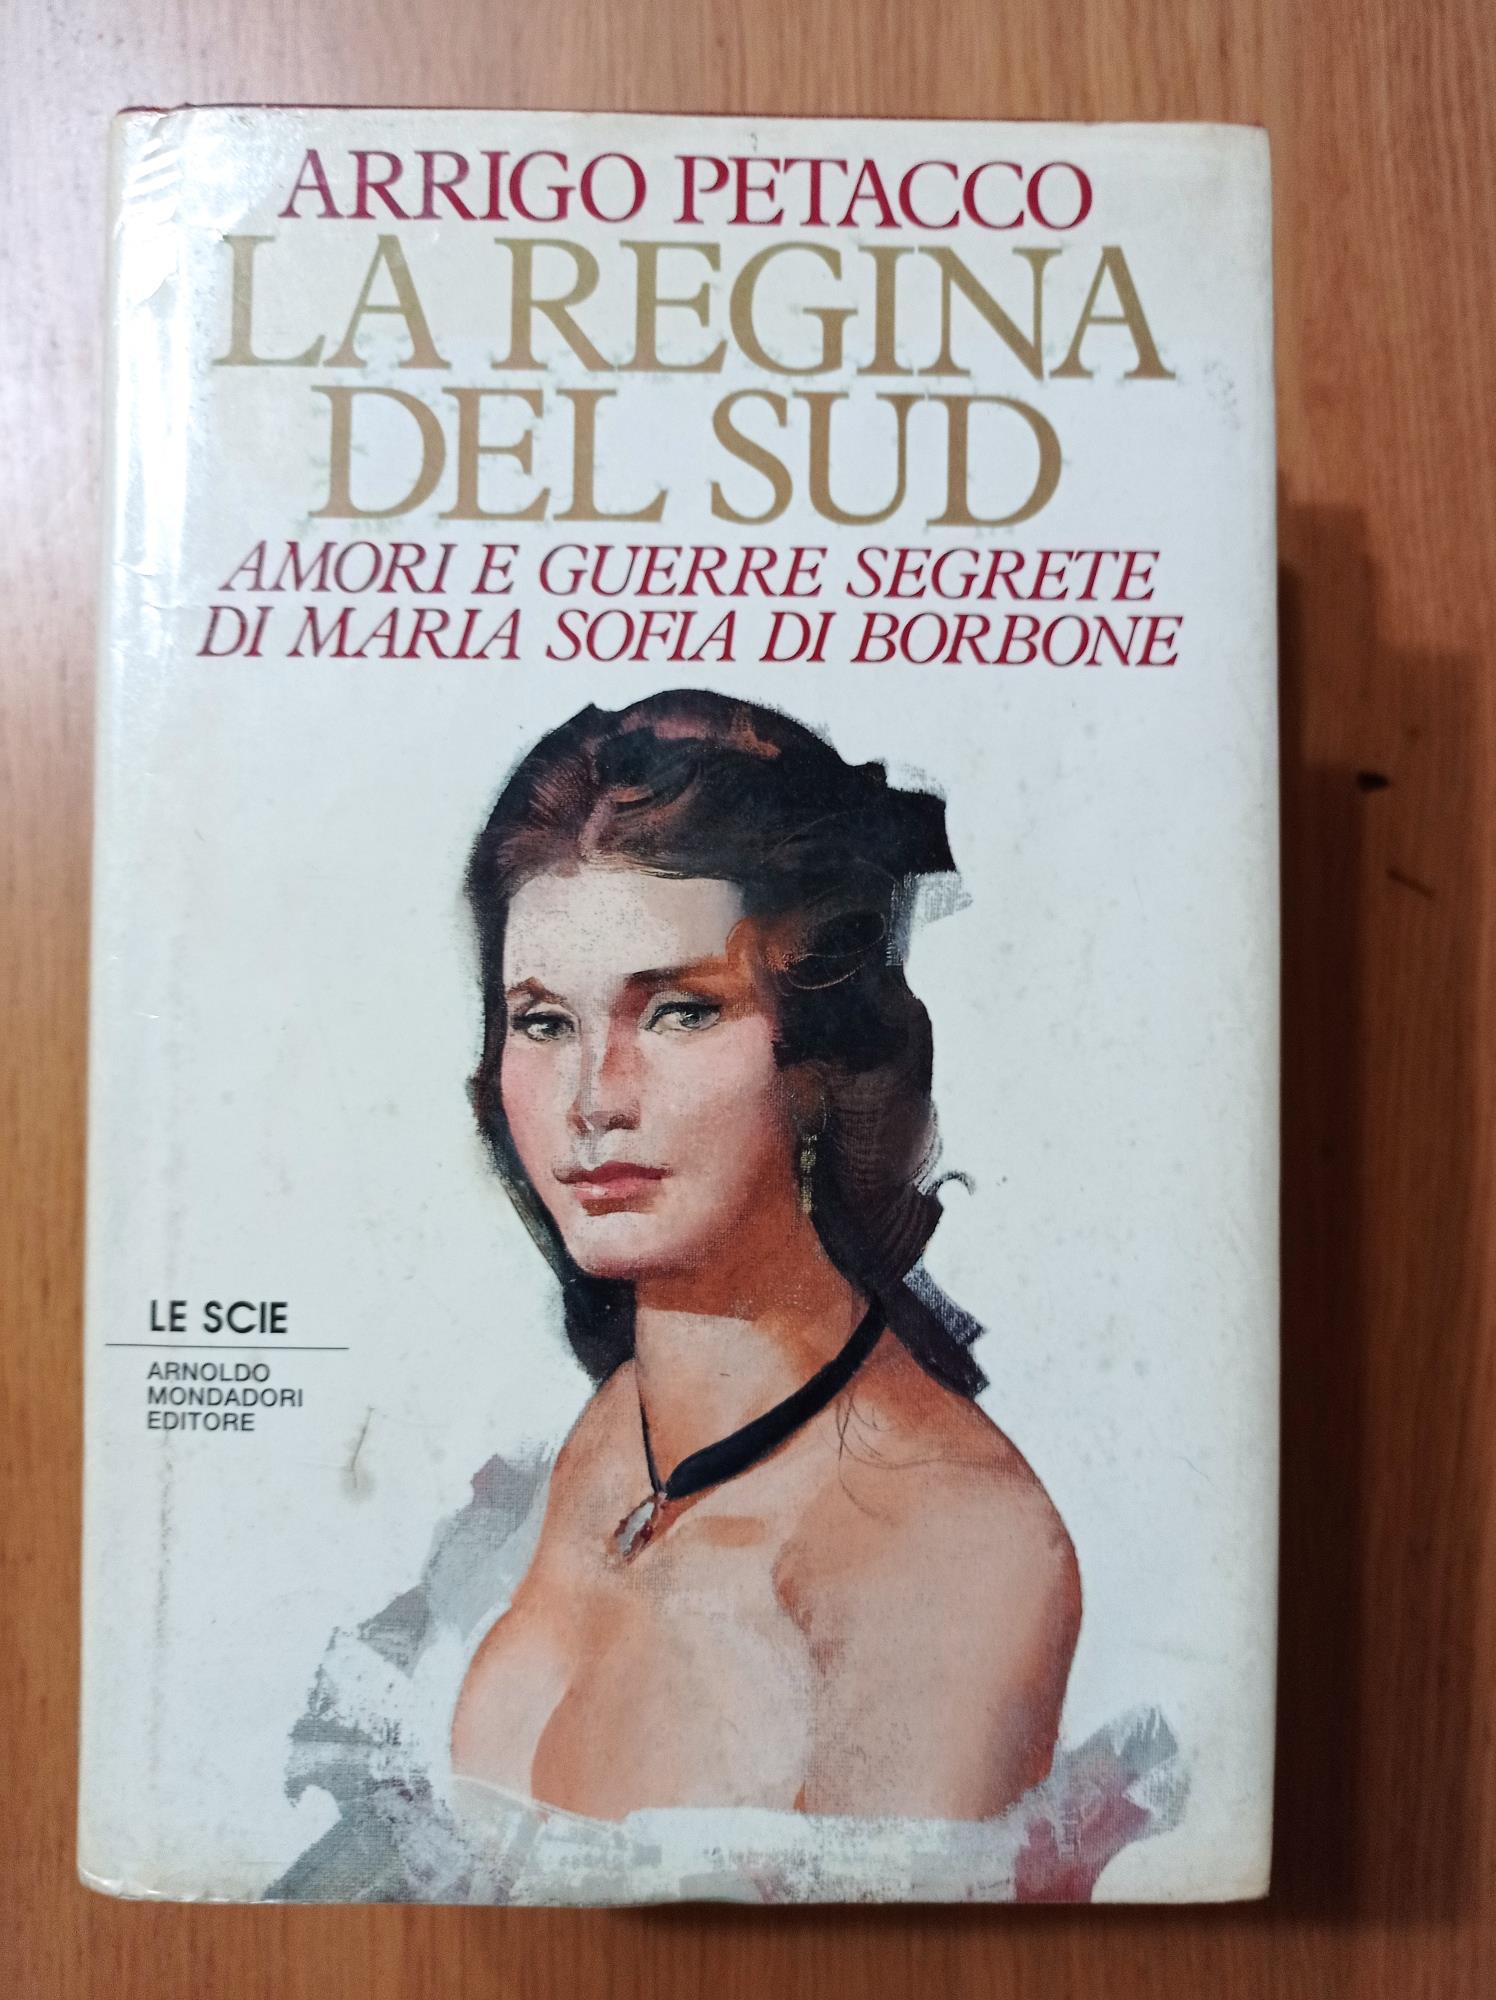 ARRIGO PETACCO
LA REGINA
DEL SUD
AMORI E GUERRE SEGRETE
DI MARIA SOFIA DI BORBONE
LE SCIE
ARNOLDO
MONDADORI
EDITORE